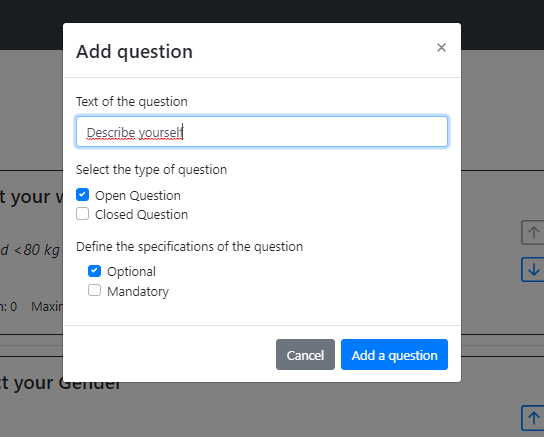 Add question
×
Text of the question
Describe yourself
Select the type of question
Open Question
Closed Question
t your
d <80 kg
Define the specifications of the question
Optional
Mandatory
n: 0
Cancel
Add a question
t your Gender